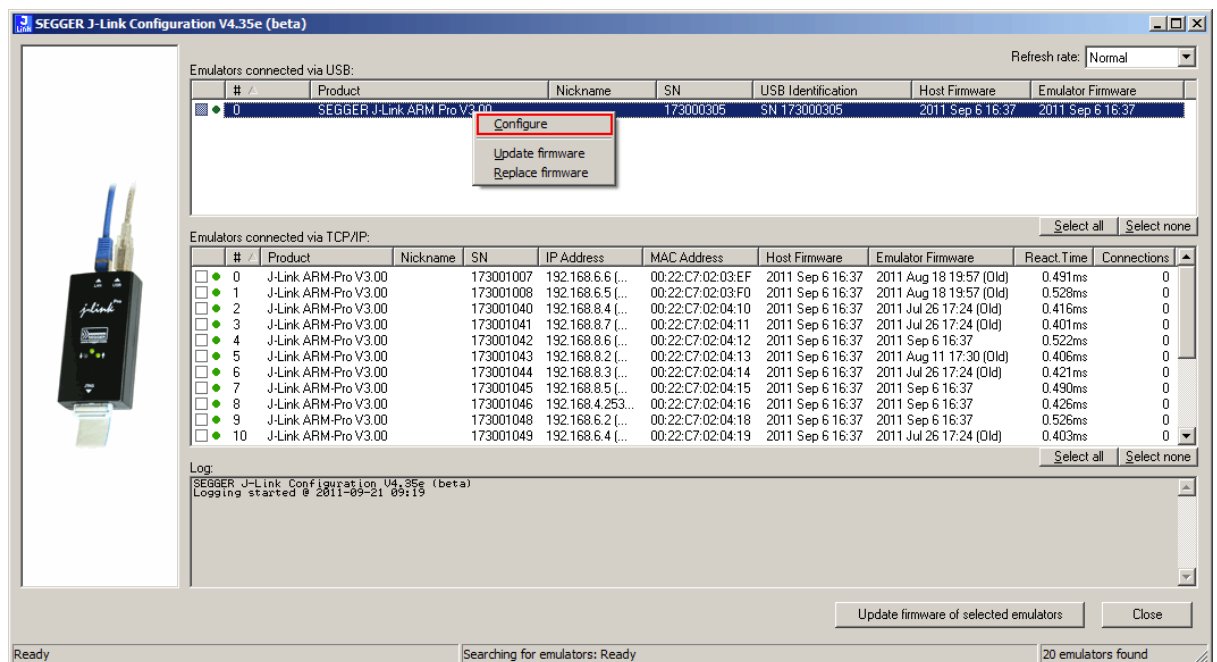 SEGGER J-Link Configuration V4.35e (beta)
Refresh rate: Normal
Emulators connected via USB:
# Product Nickname SN USB Identification Host Firmware Emulator Firmware
0 SEGGER J-Link ARM Pro V3.00 173000305 SN 173000305 2011 Sep 6 16:37 2011 Sep 6 16:37
Configure
Update firmware
Replace firmware
Select all Select none
Emulators connected via TCP/IP:
# Product Nickname SN IP Address MAC Address Host Firmware Emulator Firmware React.Time Connections
0 J-Link ARM-Pro V3.00 173001007 192.168.6.6 (... 00:22:C7:02:03:EF 2011 Sep 6 16:37 2011 Aug 18 19:57 (Old) 0.491ms 0
1 J-Link ARM-Pro V3.00 173001008 192.168.6.5 (... 00:22:C7:02:03:F0 2011 Sep 6 16:37 2011 Aug 18 19:57 (Old) 0.528ms 0
2 J-Link ARM-Pro V3.00 173001040 192.168.8.4 (... 00:22:C7:02:04:10 2011 Sep 6 16:37 2011 Jul 26 17:24 (Old) 0.416ms 0
3 J-Link ARM-Pro V3.00 173001041 192.168.8.7 (... 00:22:C7:02:04:11 2011 Sep 6 16:37 2011 Jul 26 17:24 (Old) 0.401ms 0
4 J-Link ARM-Pro V3.00 173001042 192.168.8.6 (... 00:22:C7:02:04:12 2011 Sep 6 16:37 2011 Sep 6 16:37 0.522ms 0
5 J-Link ARM-Pro V3.00 173001043 192.168.8.2 (... 00:22:C7:02:04:13 2011 Sep 6 16:37 2011 Aug 11 17:30 (Old) 0.406ms 0
6 J-Link ARM-Pro V3.00 173001044 192.168.8.3 (... 00:22:C7:02:04:14 2011 Sep 6 16:37 2011 Jul 26 17:24 (Old) 0.421ms 0
7 J-Link ARM-Pro V3.00 173001045 192.168.8.5 (... 00:22:C7:02:04:15 2011 Sep 6 16:37 2011 Sep 6 16:37 0.490ms 0
8 J-Link ARM-Pro V3.00 173001046 192.168.4.253... 00:22:C7:02:04:16 2011 Sep 6 16:37 2011 Sep 6 16:37 0.426ms 0
9 J-Link ARM-Pro V3.00 173001048 192.168.6.2 (... 00:22:C7:02:04:18 2011 Sep 6 16:37 2011 Sep 6 16:37 0.526ms 0
10 J-Link ARM-Pro V3.00 173001049 192.168.6.4 (... 00:22:C7:02:04:19 2011 Sep 6 16:37 2011 Jul 26 17:24 (Old) 0.403ms 0
Select all Select none
j-link
Log:
SEGGER J-Link Configuration V4.35e (beta)
Logging started @ 2011-09-21 09:19
Update firmware of selected emulators Close
Ready Searching for emulators: Ready 20 emulators found